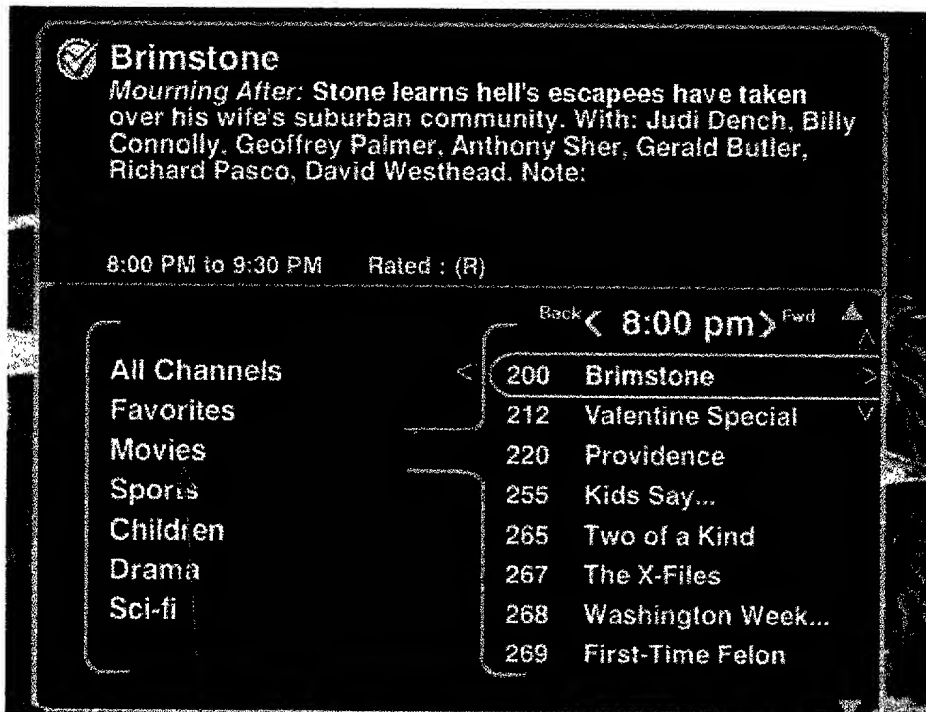 Brimstone
Mourning After: Stone learns hell's escapees have taken
over his wife's suburban community. With: Judi Dench, Billy
Connolly, Geoffrey Palmer, Anthony Sher, Gerald Butler,
Richard Pasco, David Westhead. Note:
8:00 PM to 9:30 PM Rated : (R)
Back < 8:00 pm > Fwd
All Channels
Favorites
Movies
Sports
Children
Drama
Sci-fi
200 Brimstone
212 Valentine Special
220 Providence
255 Kids Say...
265 Two of a Kind
267 The X-Files
268 Washington Week...
269 First-Time Felon